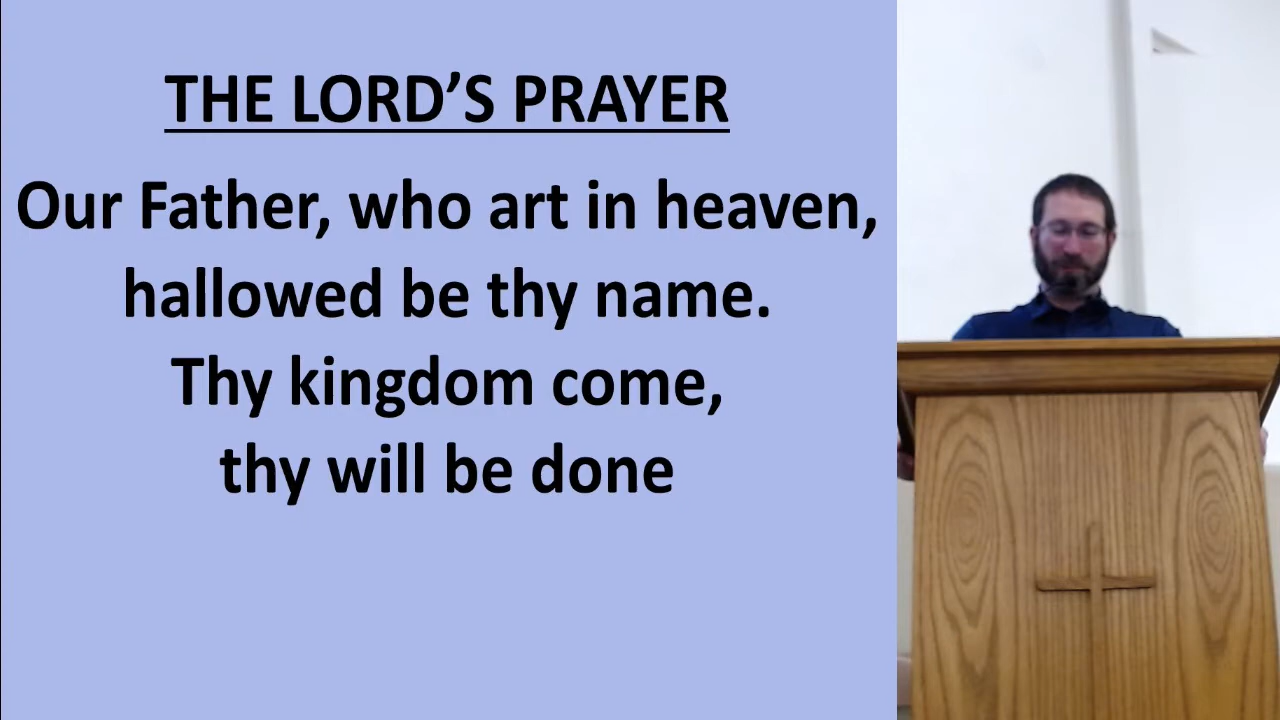 THE LORD’S PRAYER
Our Father, who art in heaven,
hallowed be thy name.
Thy kingdom come,
thy will be done